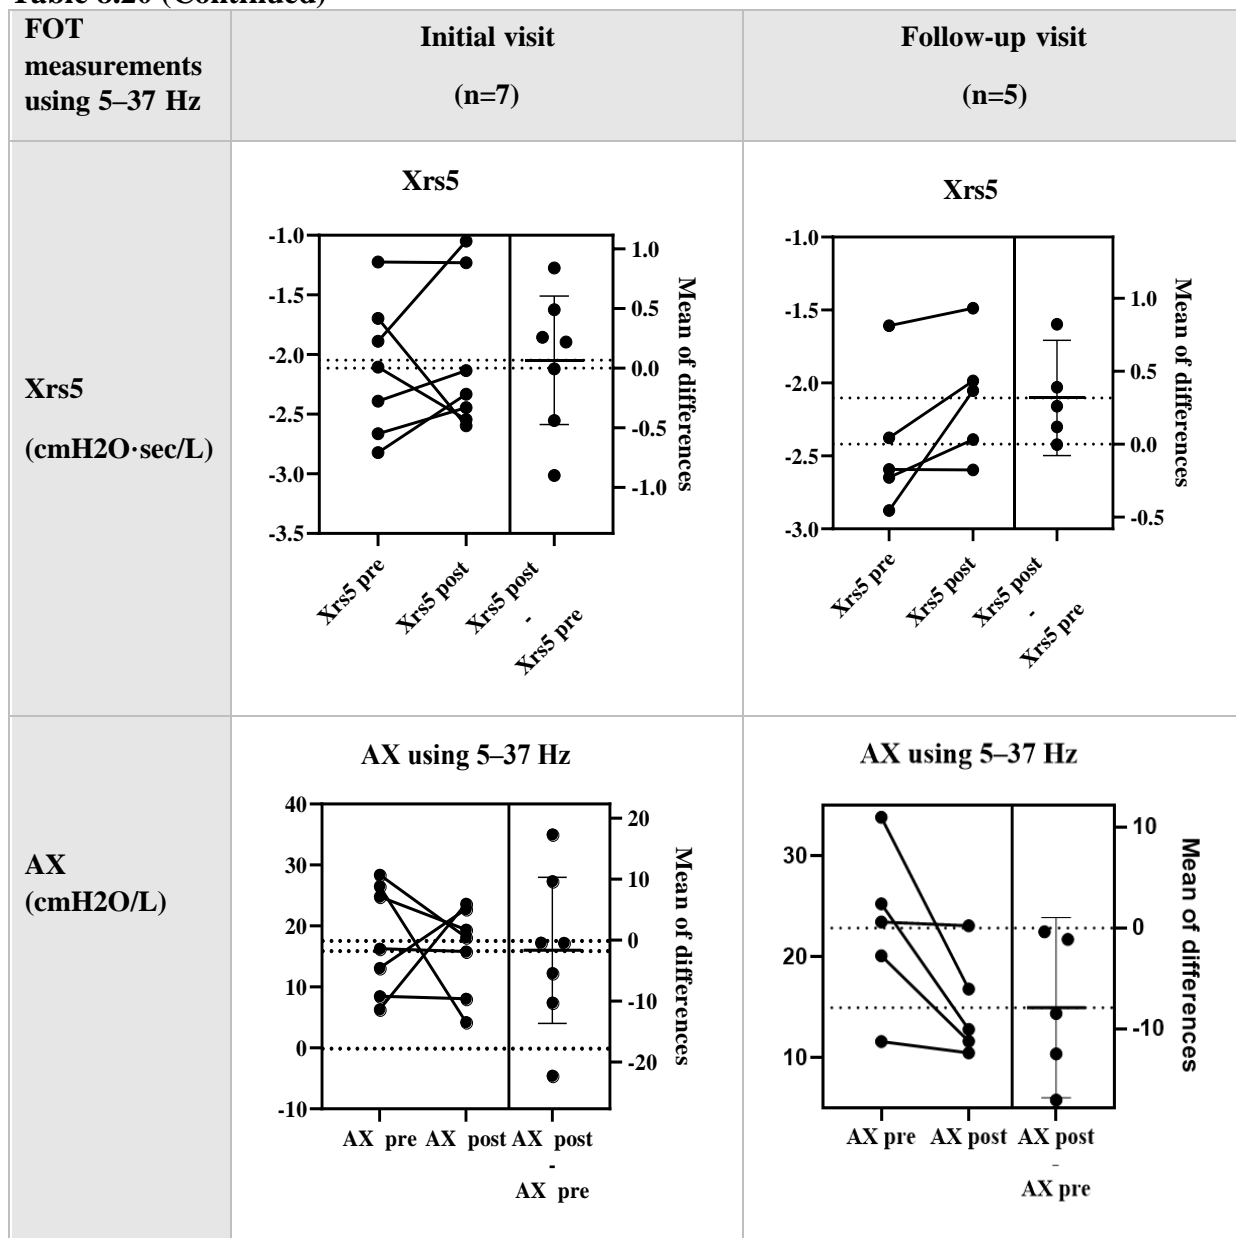 Table 8.20 (Continued)
FOT
measurements
using 5–37 Hz
Initial visit
(n=7)
Follow-up visit
(n=5)
Xrs5
(cmH2O·sec/L)
Xrs5
-1.0
-1.5
-2.0
-2.5
-3.0
-3.5
1.0
0.5
0.0
-0.5
-1.0
Mean of differences
Xrs5 pre
Xrs5 post
Xrs5 post
-
Xrs5 pre
Xrs5
-1.0
-1.5
-2.0
-2.5
-3.0
1.0
0.5
0.0
-0.5
Mean of differences
Xrs5 pre
Xrs5 post
Xrs5 post
-
Xrs5 pre
AX
(cmH2O/L)
AX using 5–37 Hz
40
30
20
10
0
-10
20
10
0
-10
-20
Mean of differences
AX pre
AX post
AX post
-
AX pre
AX using 5–37 Hz
30
20
10
10
0
-10
Mean of differences
AX pre
AX post
AX post
-
AX pre